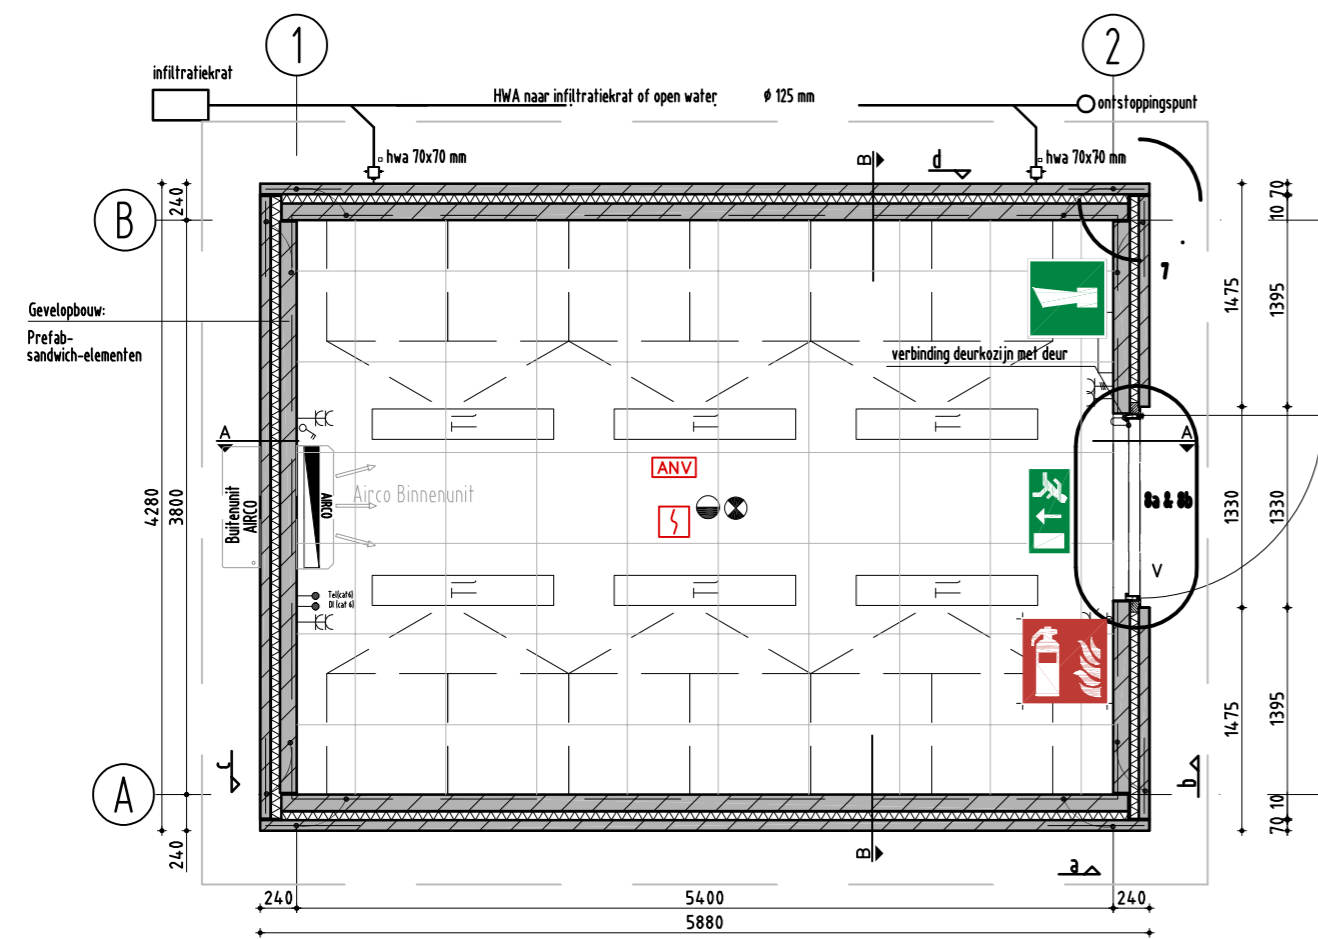 1
2
infiltratiekrat
HWA naar infiltratiekrat of open water ϕ 125 mm
ontstoppingspunt
hwa 70x70 mm
hwa 70x70 mm
B
d
240
70
10
B
7
1475
1395
Gevelopbouw:
Prefab-
sandwich-elementen
verbinding deurkozijn met deur
A
A
Buitenunit
AIRCO
AIRCO
Airco Binnenunit
ANV
8a & 8b
4280
3800
1330
1330
V
Tel(cat6)
DI (cat 6)
1475
1395
c
b
A
10
70
240
B
a
240
5400
240
5880